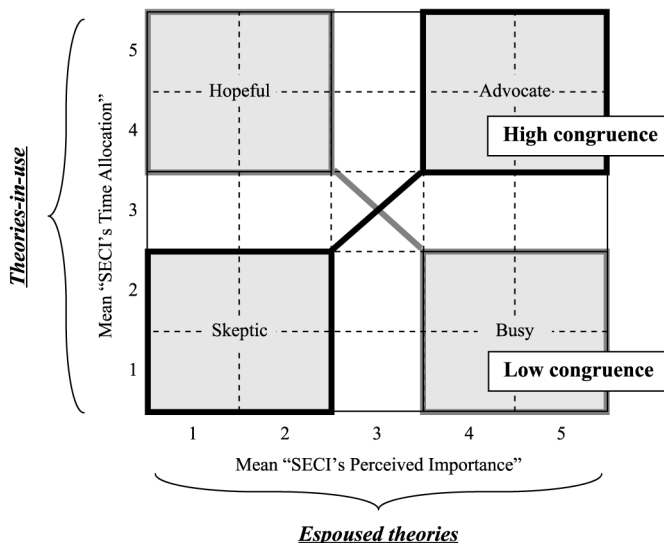 Theories-in-use
Mean “SECI’s Time Allocation”
5
4
3
2
1
Hopeful
Advocate
High congruence
Skeptic
Busy
Low congruence
1 2 3 4 5
Mean “SECI’s Perceived Importance”
Espoused theories